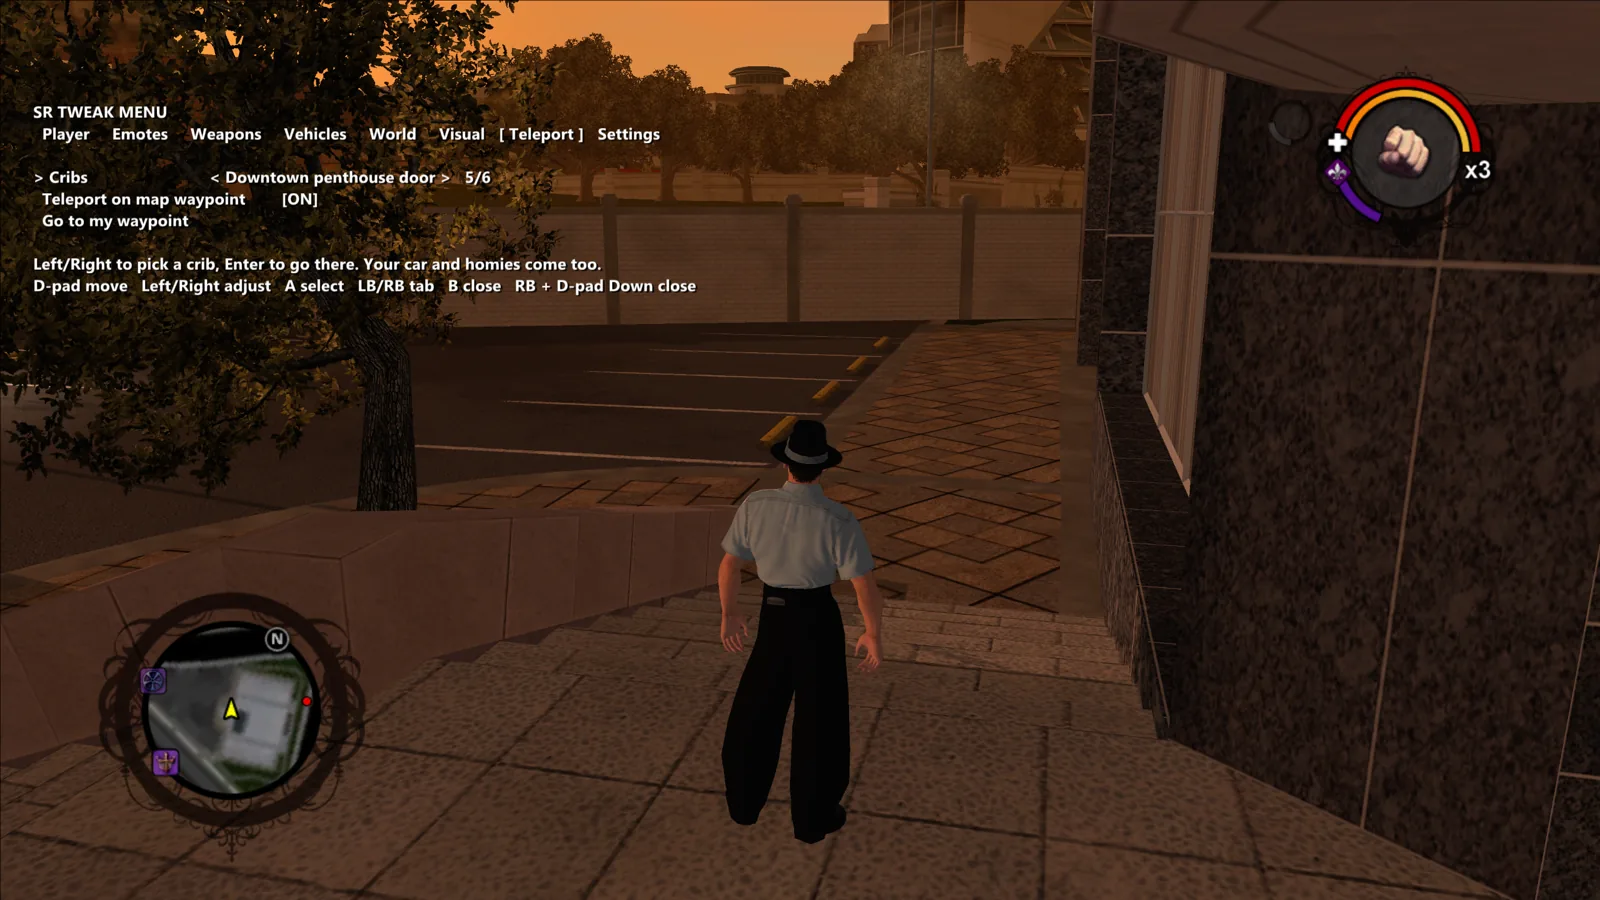 SR TWEAK MENU
Player Emotes Weapons Vehicles World Visual [ Teleport ] Settings
> Cribs < Downtown penthouse door > 5/6
Teleport on map waypoint [ON]
Go to my waypoint
Left/Right to pick a crib, Enter to go there. Your car and homies come too.
D-pad move Left/Right adjust A select LB/RB tab B close RB + D-pad Down close
x3
N